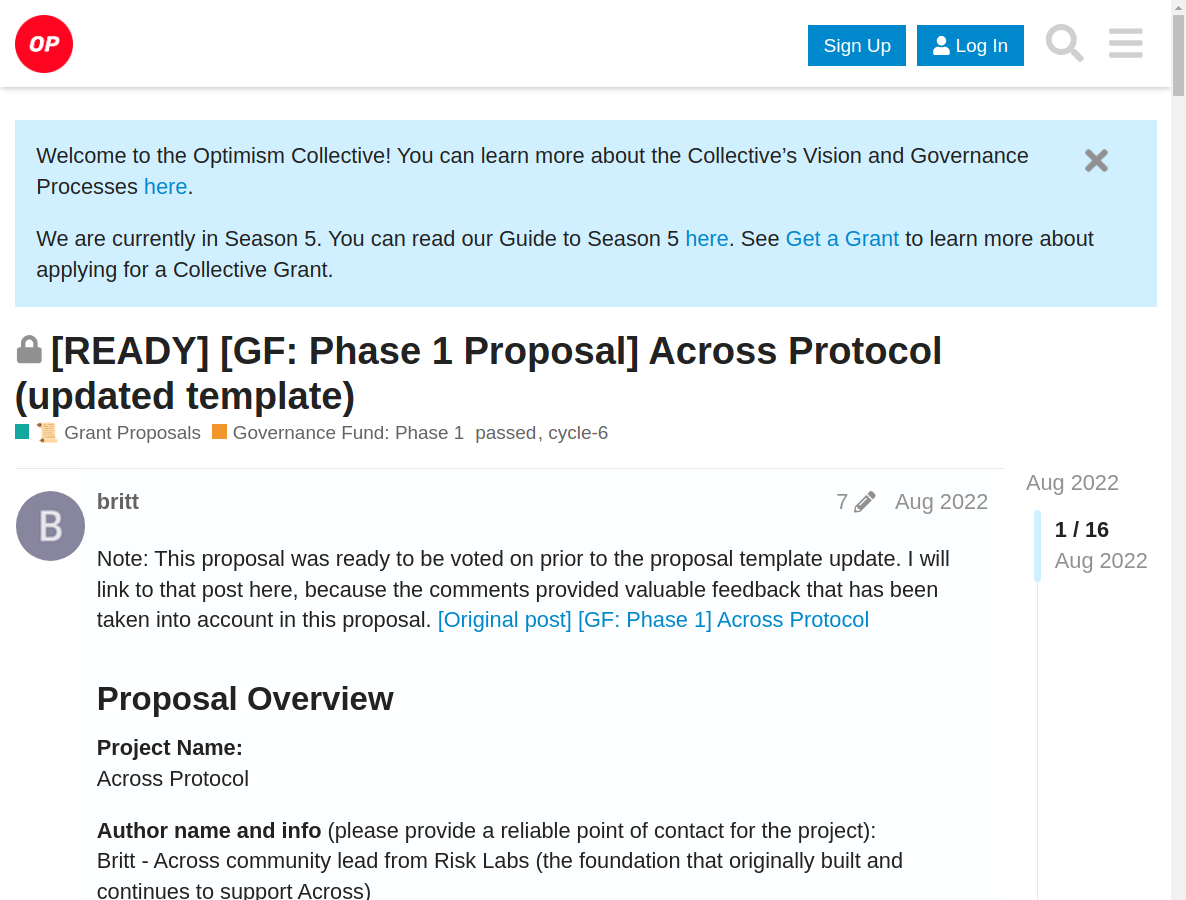 OP
Sign Up
Log In
Welcome to the Optimism Collective! You can learn more about the Collective’s Vision and Governance
Processes here.
We are currently in Season 5. You can read our Guide to Season 5 here. See Get a Grant to learn more about
applying for a Collective Grant.
[READY] [GF: Phase 1 Proposal] Across Protocol
(updated template)
📜 Grant Proposals Governance Fund: Phase 1 passed, cycle-6
B
britt
7
Aug 2022
Aug 2022
1 / 16
Aug 2022
Note: This proposal was ready to be voted on prior to the proposal template update. I will
link to that post here, because the comments provided valuable feedback that has been
taken into account in this proposal. [Original post] [GF: Phase 1] Across Protocol
Proposal Overview
Project Name:
Across Protocol
Author name and info (please provide a reliable point of contact for the project):
Britt - Across community lead from Risk Labs (the foundation that originally built and
continues to support Across)